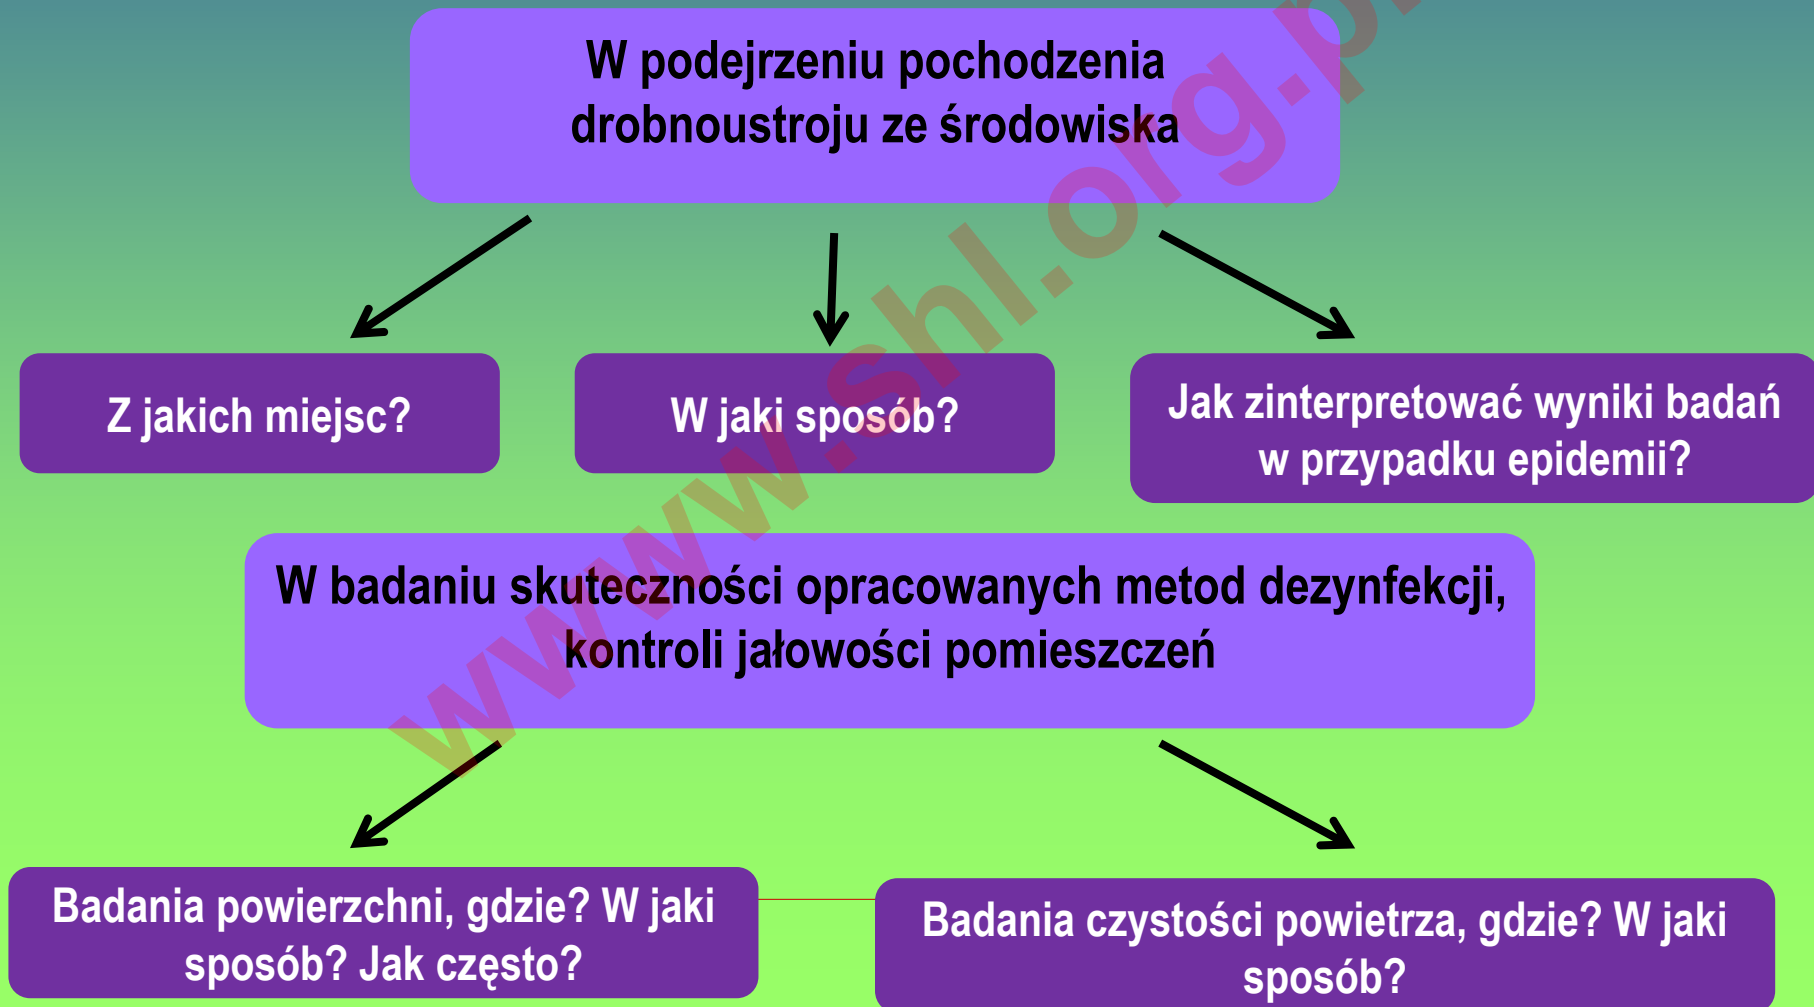 W podejrzeniu pochodzenia
drobnoustroju ze środowiska
Z jakich miejsc?
W jaki sposób?
Jak zinterpretować wyniki badań
w przypadku epidemii?
W badaniu skuteczności opracowanych metod dezynfekcji,
kontroli jałowości pomieszczeń
Badania powierzchni, gdzie? W jaki
sposób? Jak często?
Badania czystości powietrza, gdzie? W jaki
sposób?
www.shl.org.pl